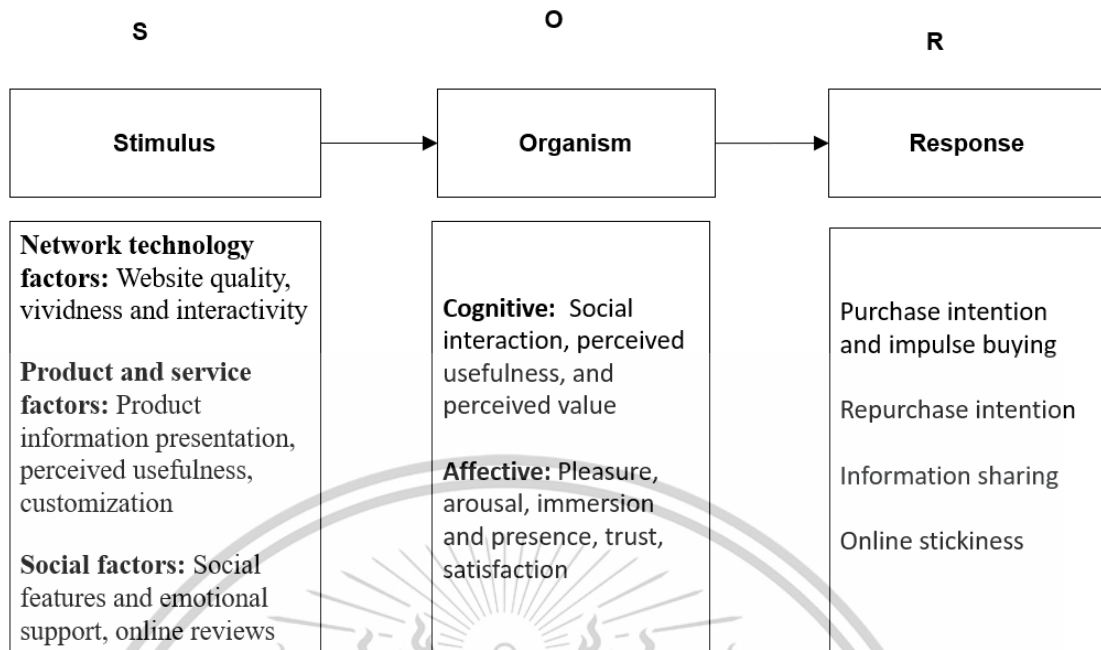 S
O
R
Stimulus
Organism
Response
Network technology
factors: Website quality,
vividness and interactivity
Product and service
factors: Product
information presentation,
perceived usefulness,
customization
Social factors: Social
features and emotional
support, online reviews
Cognitive: Social
interaction, perceived
usefulness, and
perceived value
Affective: Pleasure,
arousal, immersion
and presence, trust,
satisfaction
Purchase intention
and impulse buying
Repurchase intention
Information sharing
Online stickiness